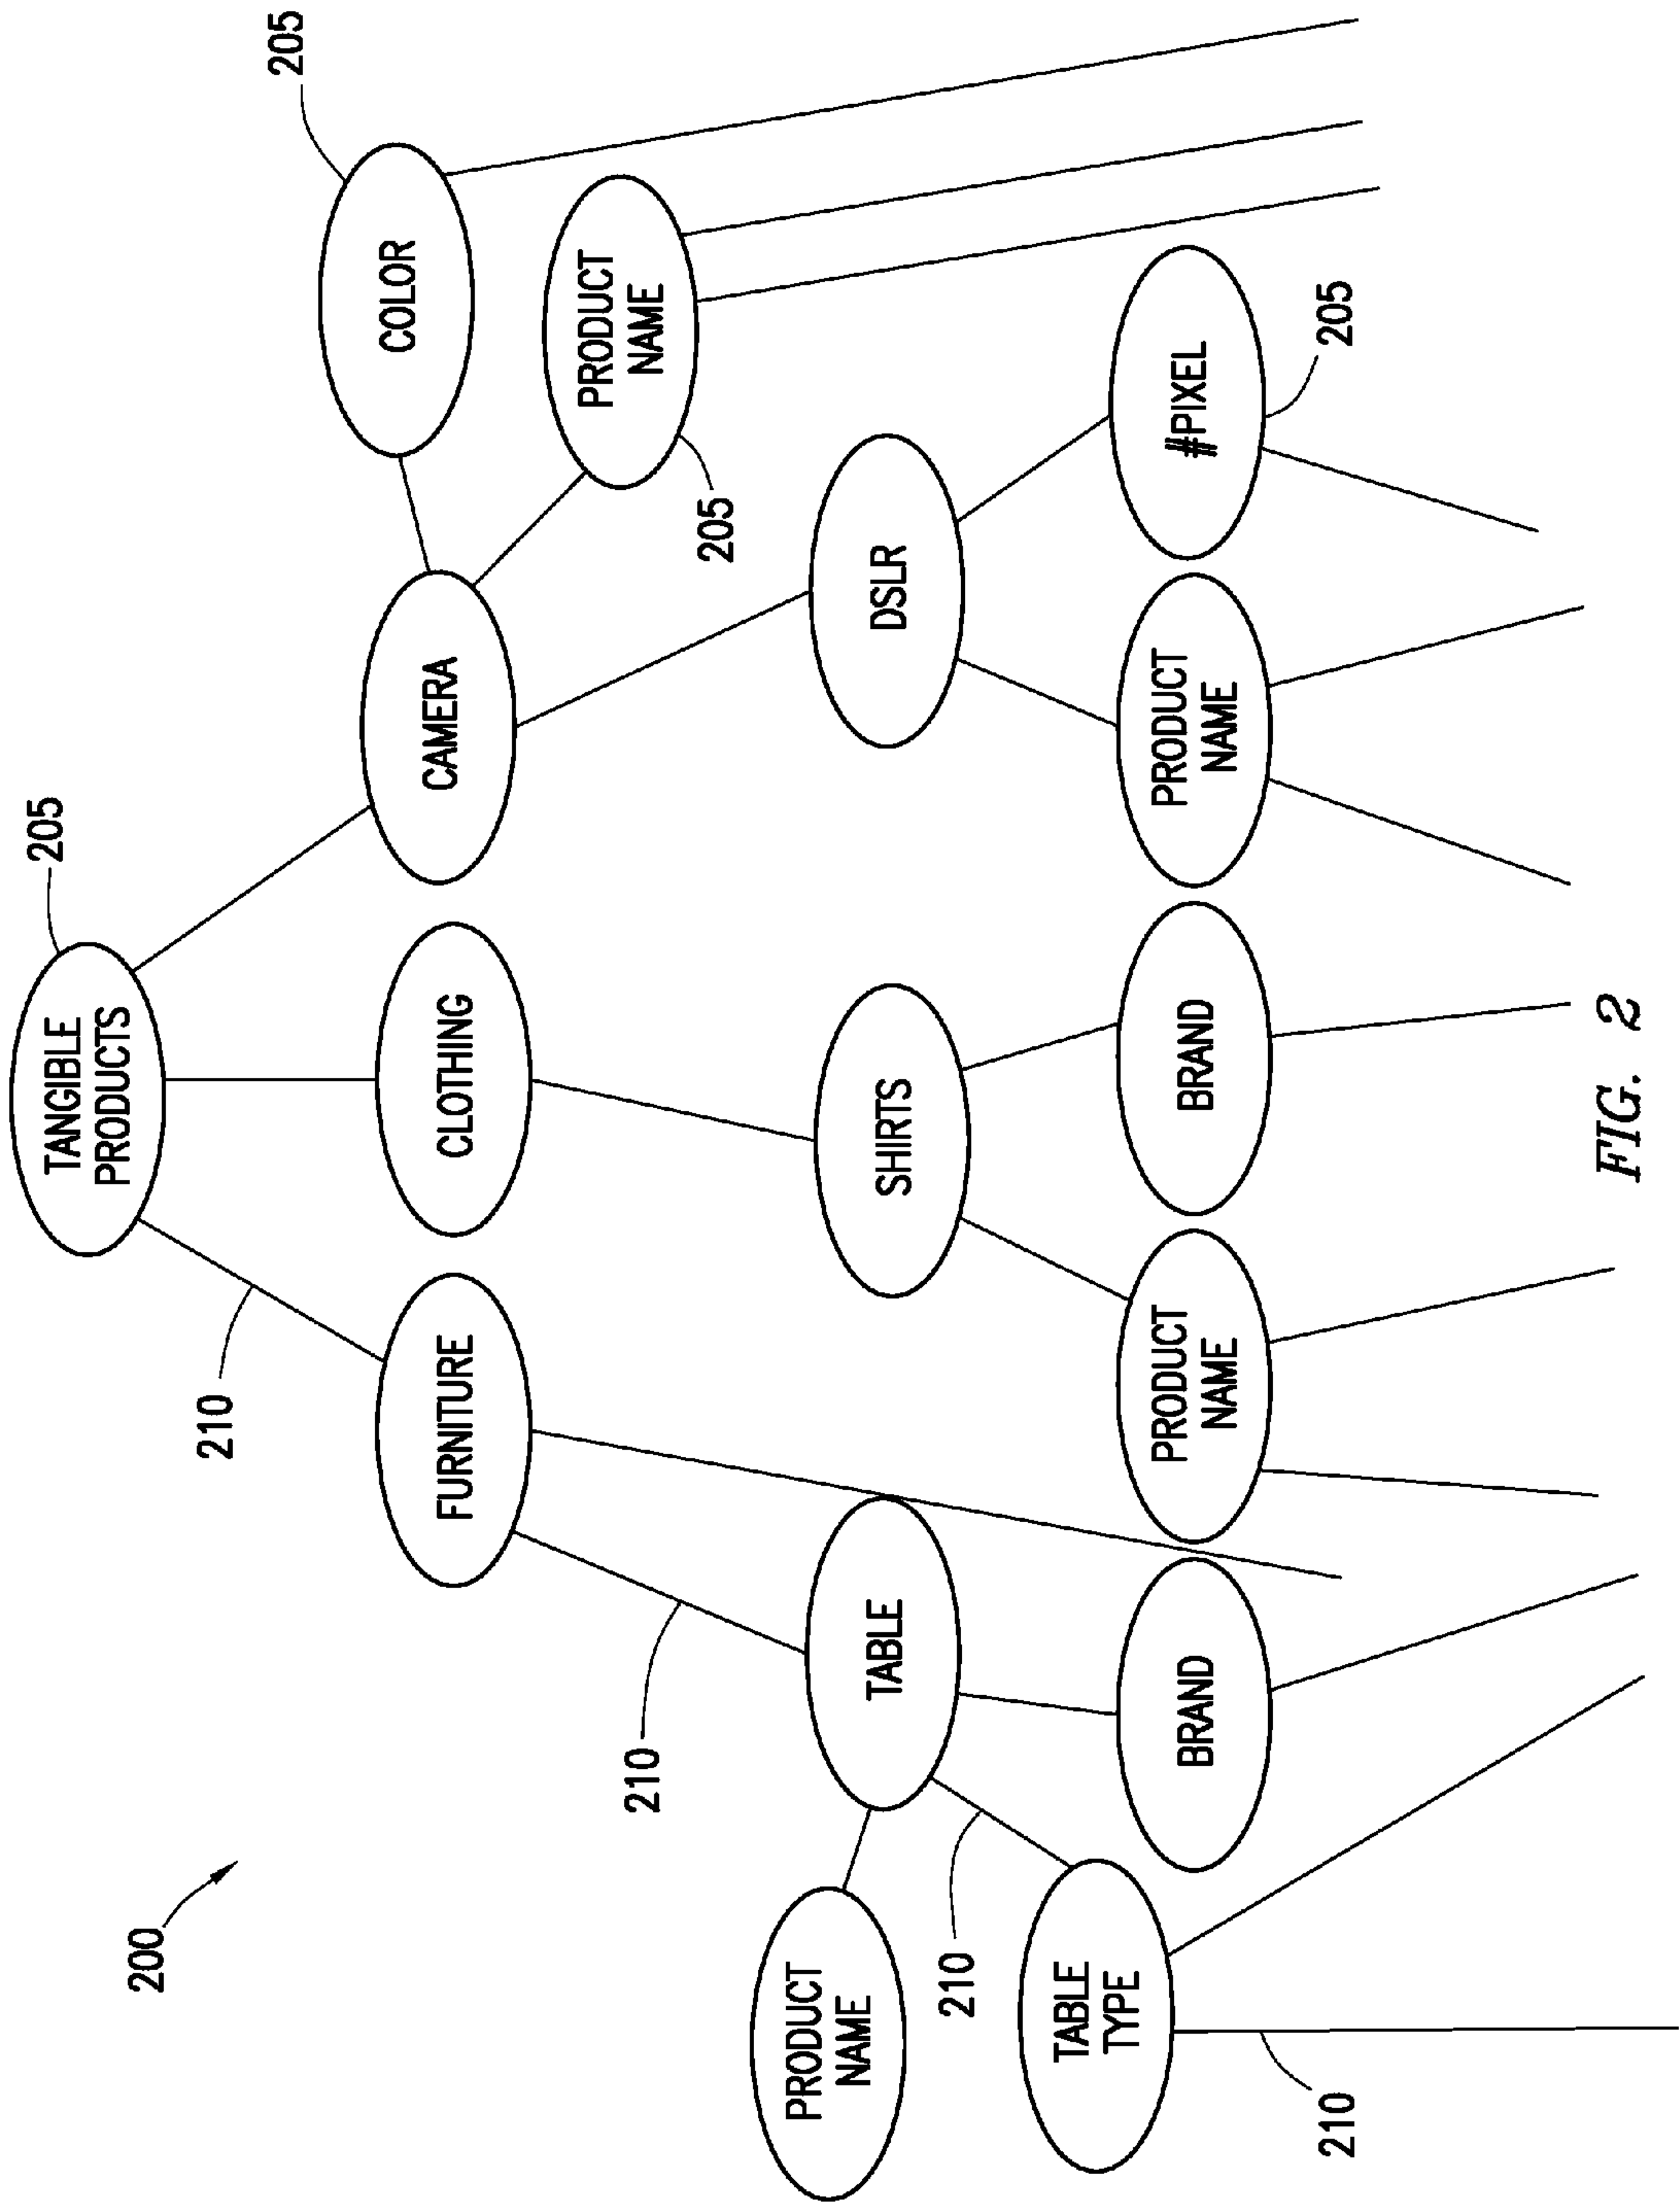 200
TANGIBLE
PRODUCTS
205
210
FURNITURE
CLOTHING
CAMERA
COLOR
205
PRODUCT
NAME
205
210
TABLE
SHIRTS
DSLR
PRODUCT
NAME
210
TABLE
TYPE
BRAND
PRODUCT
NAME
BRAND
PRODUCT
NAME
#PIXEL
205
210
FIG. 2